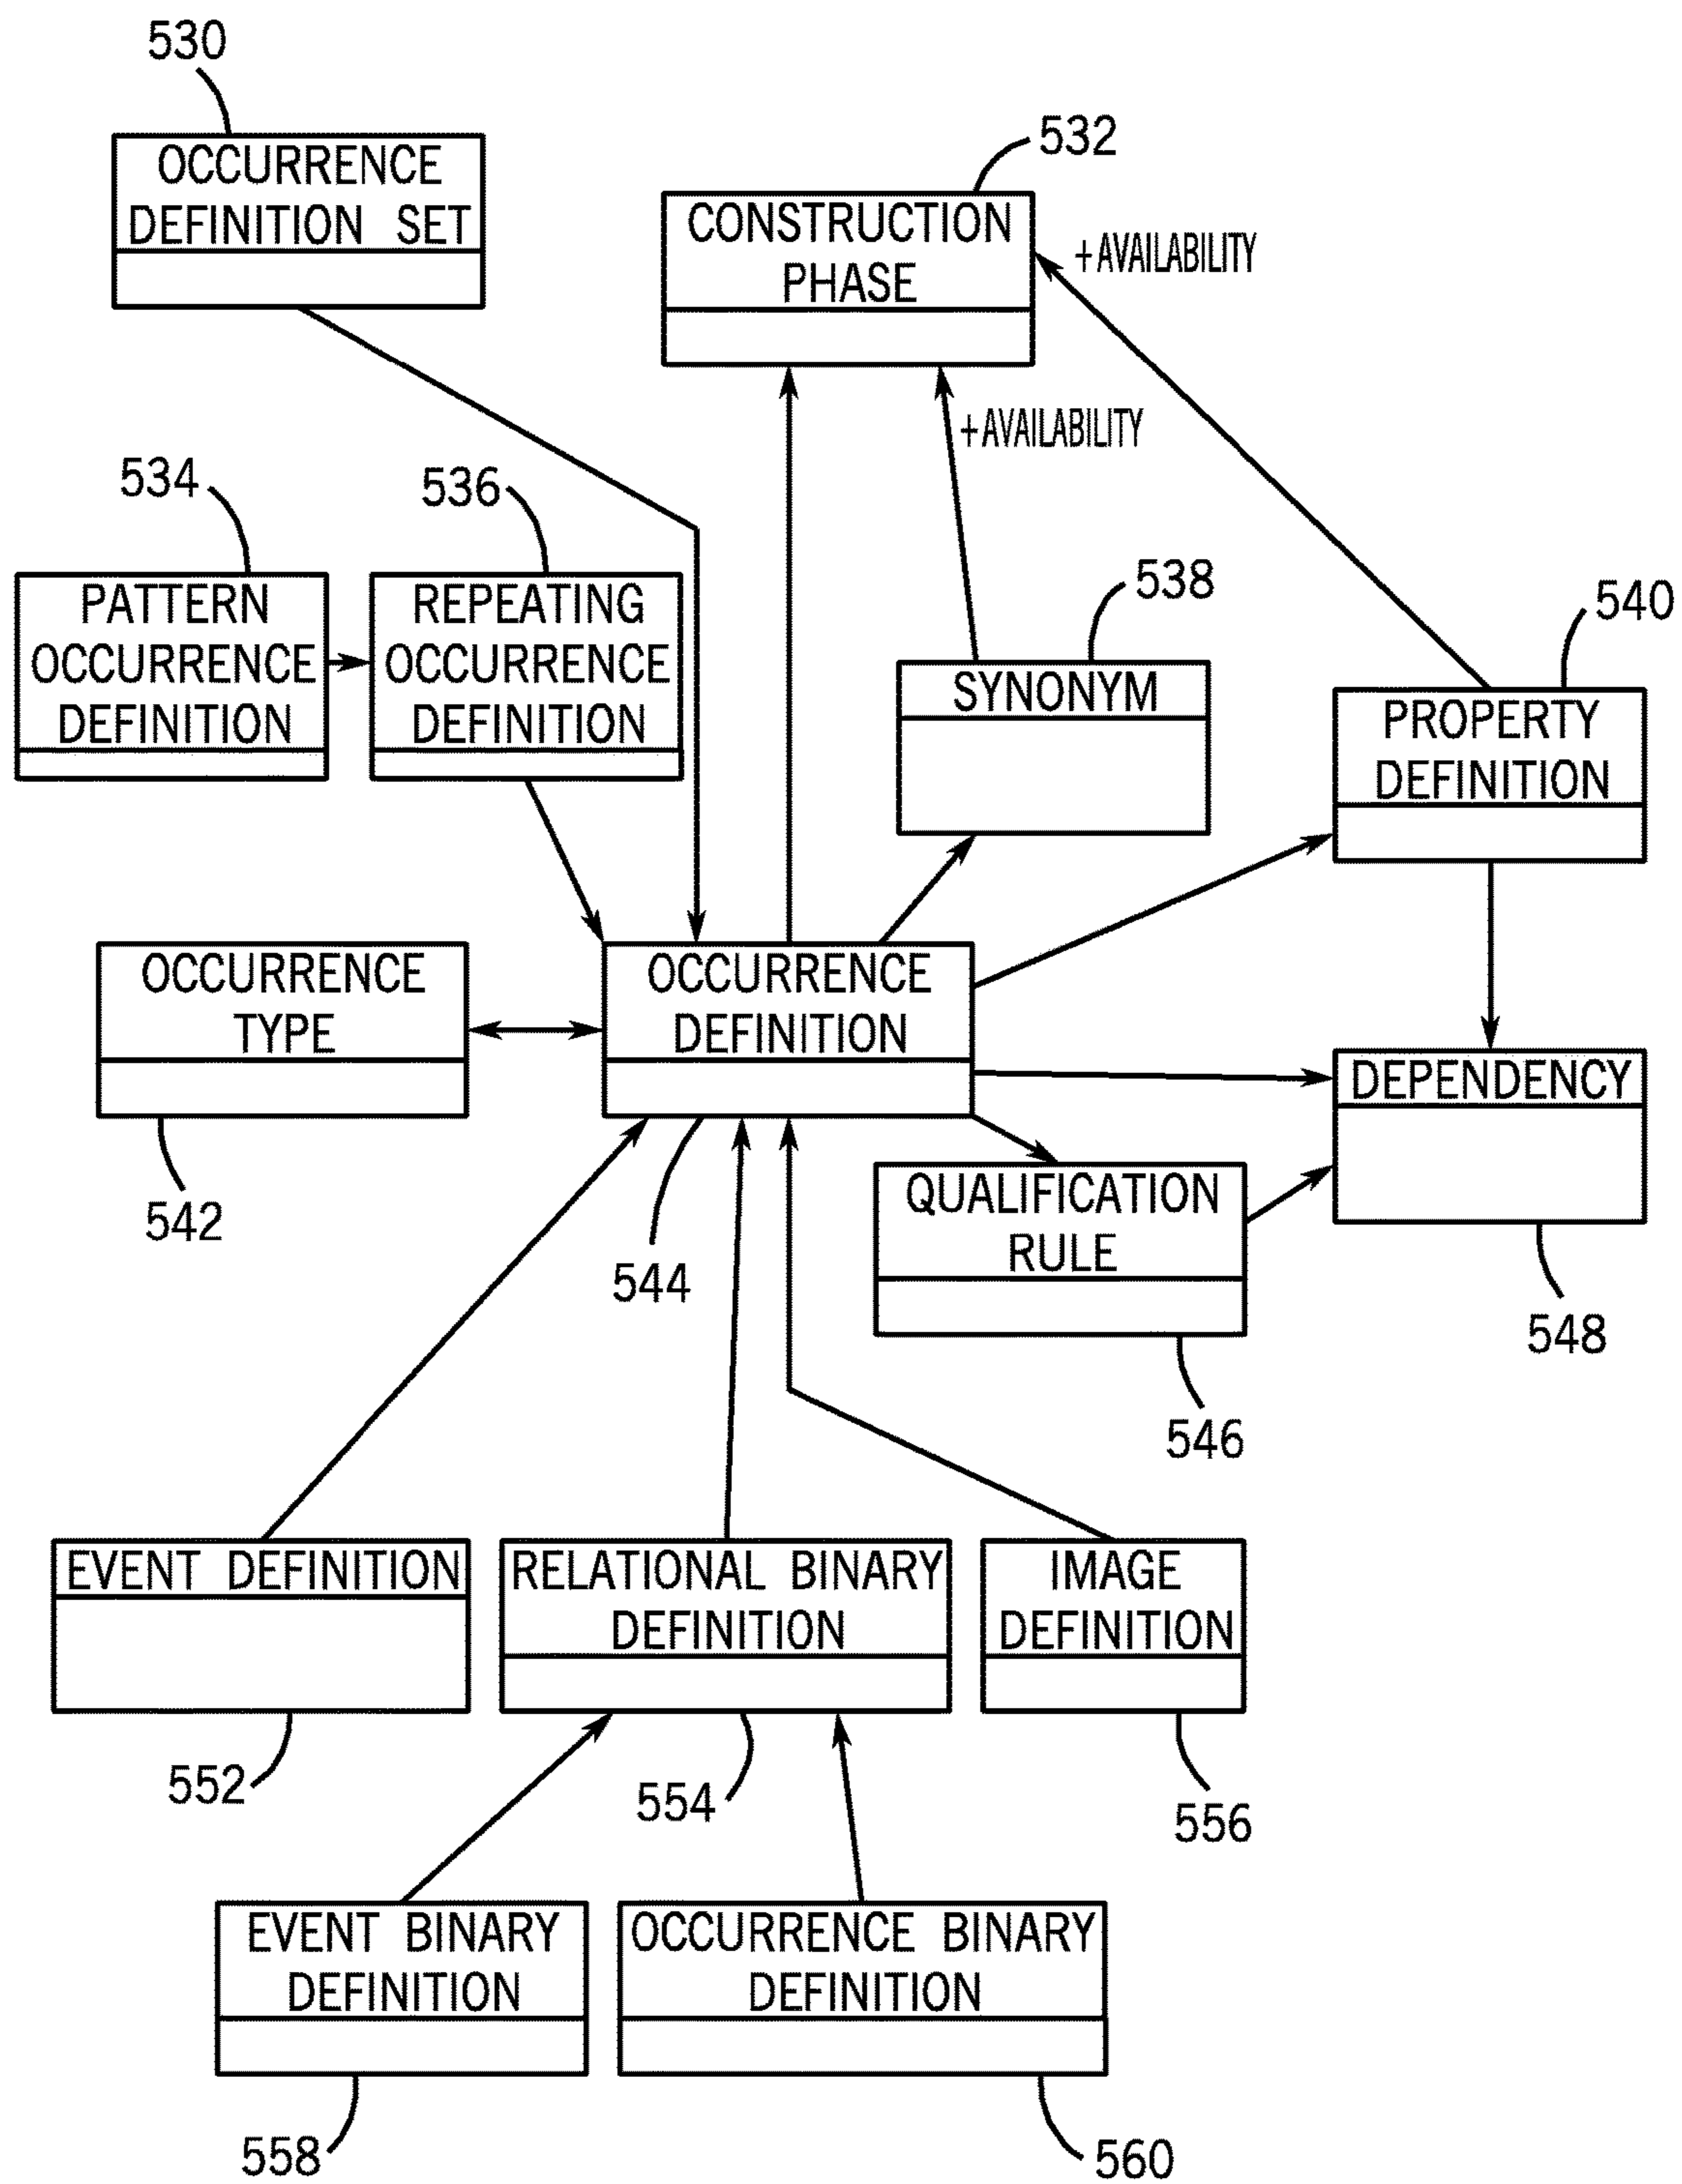 530
OCCURRENCE
DEFINITION SET
532
CONSTRUCTION
PHASE
+AVAILABILITY
+AVAILABILITY
534
PATTERN
OCCURRENCE
DEFINITION
536
REPEATING
OCCURRENCE
DEFINITION
538
SYNONYM
540
PROPERTY
DEFINITION
OCCURRENCE
TYPE
542
OCCURRENCE
DEFINITION
544
DEPENDENCY
548
QUALIFICATION
RULE
546
EVENT DEFINITION
552
RELATIONAL BINARY
DEFINITION
554
IMAGE
DEFINITION
556
EVENT BINARY
DEFINITION
558
OCCURRENCE BINARY
DEFINITION
560